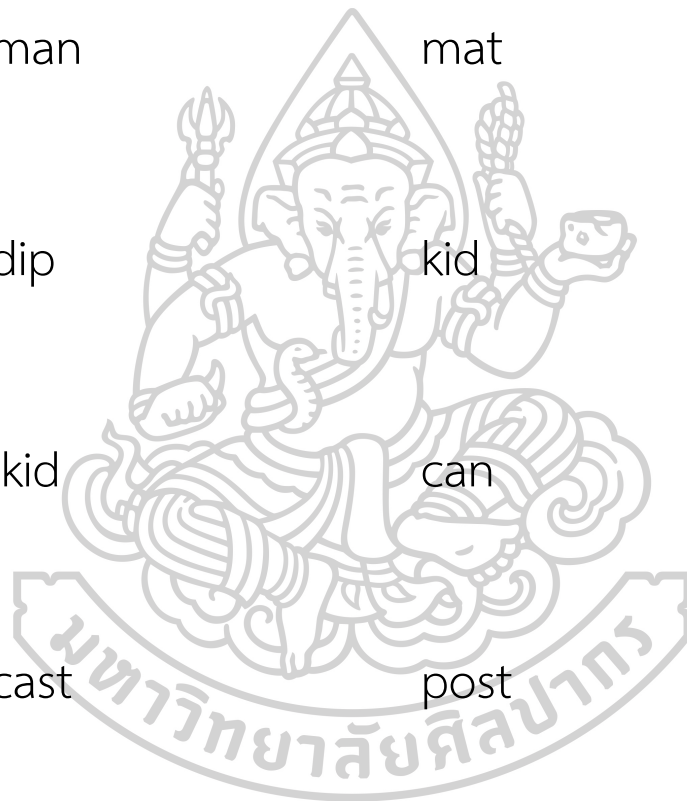 man mat
dip kid
kid can
cast post
มหาวิทยาลัยศิลปากร